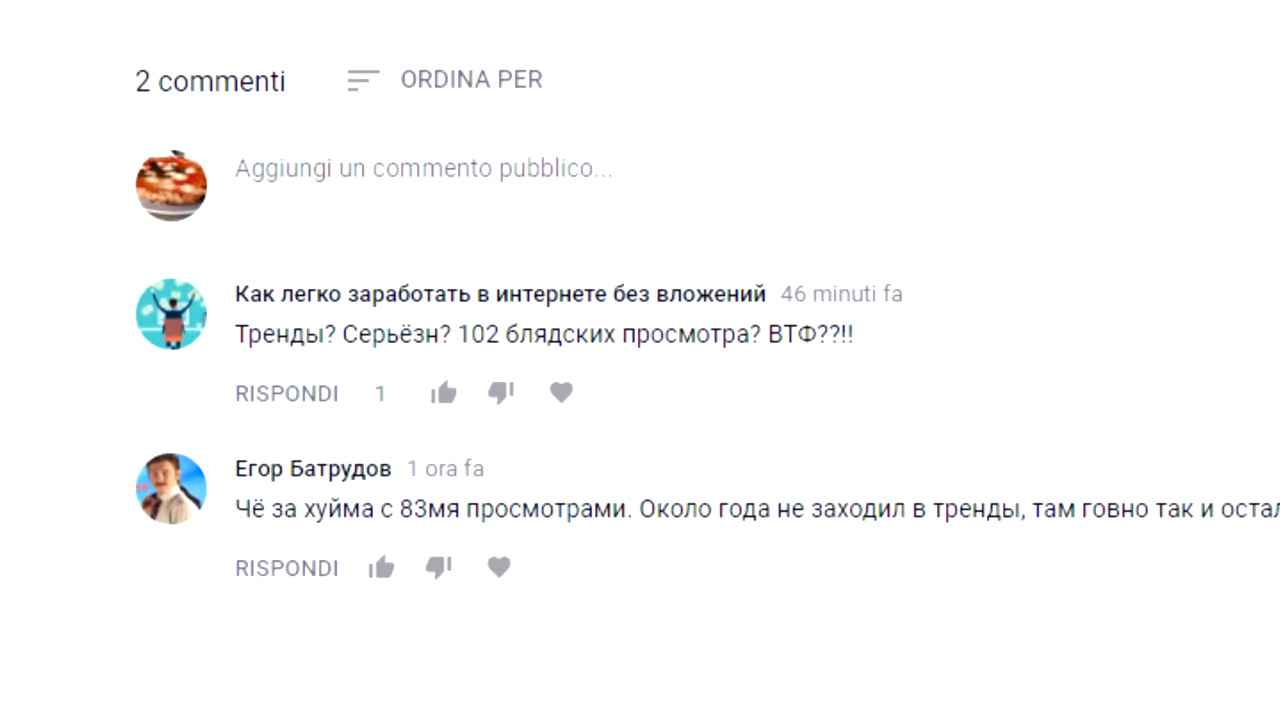 2 commenti ORDINA PER
Aggiungi un commento pubblico...
Как легко заработать в интернете без вложений 46 minuti fa
Тренды? Серьёзн? 102 блядских просмотра? ВТФ??!!
RISPONDI 1
Егор Батрудов 1 ora fa
Чё за хуйма с 83мя просмотрами. Около года не заходил в тренды, там говно так и
RISPONDI